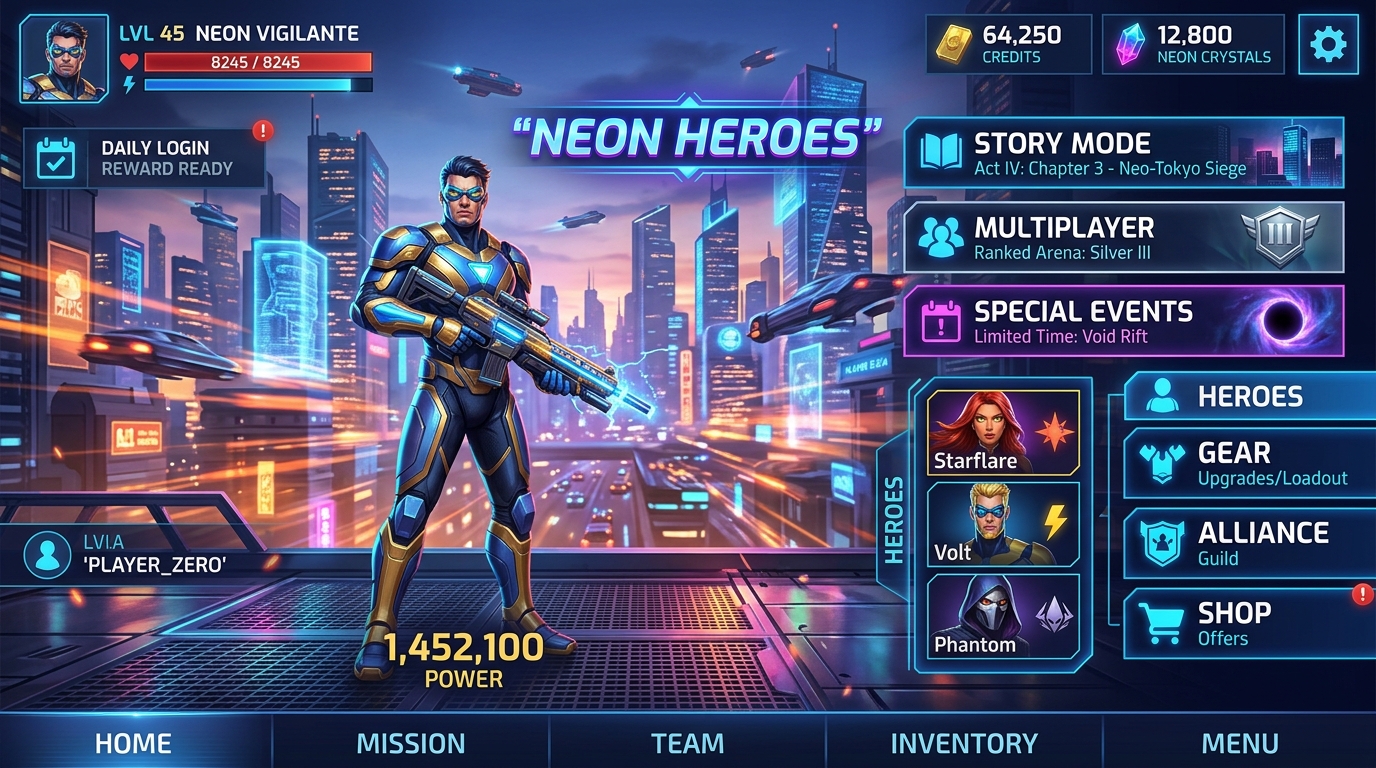 LVL 45 NEON VIGILANTE
8245 / 8245
64,250
CREDITS
12,800
NEON CRYSTALS
DAILY LOGIN
REWARD READY
!
“NEON HEROES”
STORY MODE
Act IV: Chapter 3 - Neo-Tokyo Siege
MULTIPLAYER
Ranked Arena: Silver III
III
SPECIAL EVENTS
Limited Time: Void Rift
HEROES
Starflare
Volt
Phantom
HEROES
GEAR
Upgrades/Loadout
ALLIANCE
Guild
SHOP
Offers
!
LVI.A
'PLAYER_ZERO'
1,452,100
POWER
HOME
MISSION
TEAM
INVENTORY
MENU